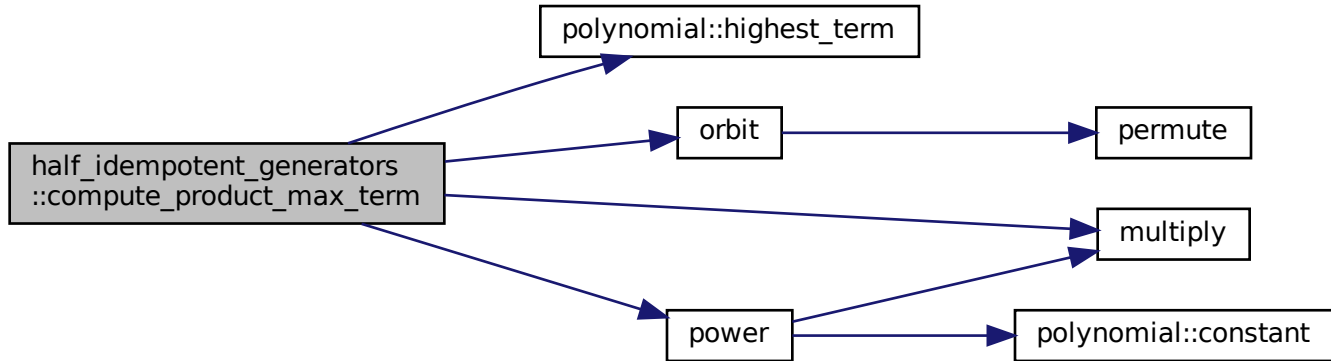 polynomial::highest_term
orbit
permute
half_idempotent_generators
::compute_product_max_term
multiply
power
polynomial::constant